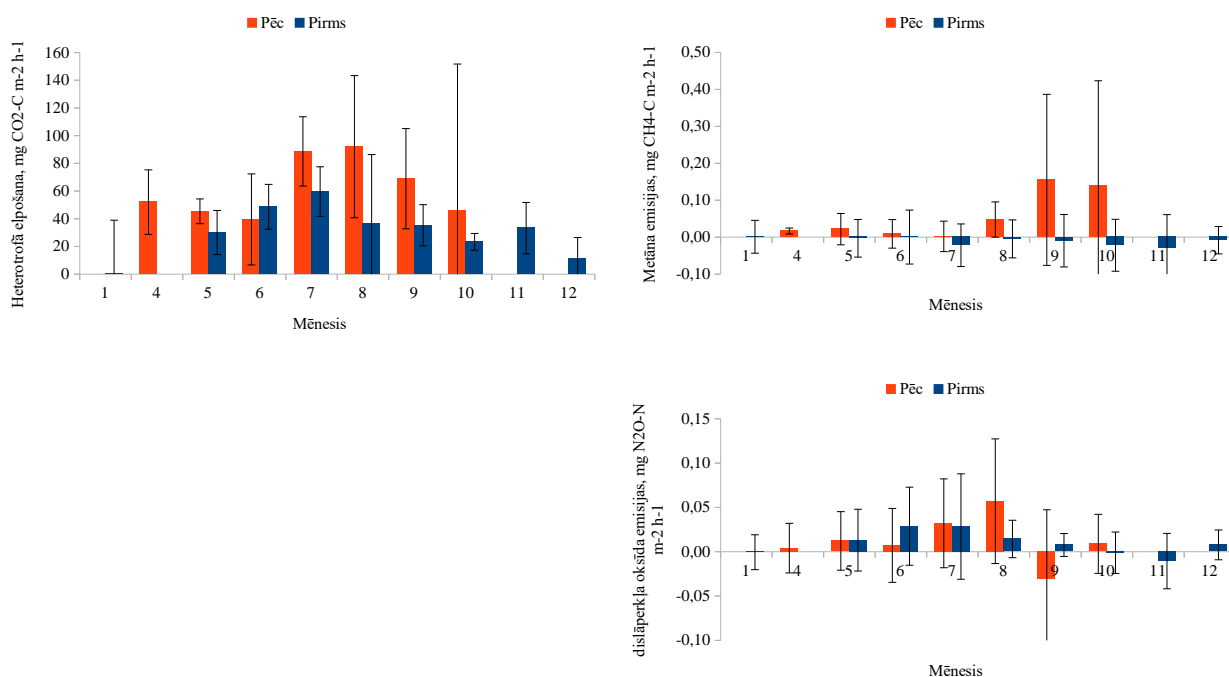 Pēc Pirms
Heterotrofā elpošana, mg CO2-C m-2 h-1
160
140
120
100
80
60
40
20
0
1 4 5 6 7 8 9 10 11 12
Mēnesis
Pēc Pirms
Metāna emisijas, mg CH4-C m-2 h-1
0,50
0,40
0,30
0,20
0,10
0,00
-0,10
1 4 5 6 7 8 9 10 11 12
Mēnesis
Pēc Pirms
dislāperkļa oksīda emisijas, mg N2O-N
m-2 h-1
0,15
0,10
0,05
0,00
-0,05
-0,10
1 4 5 6 7 8 9 10 11 12
Mēnesis